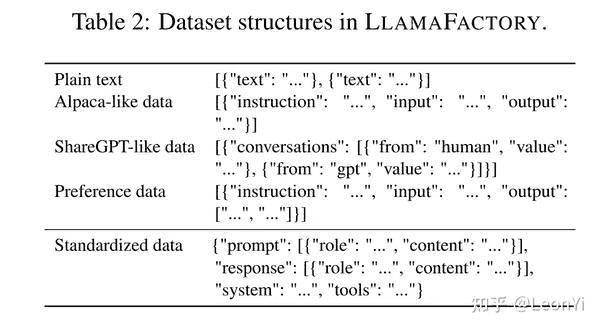 Table 2: Dataset structures in LLAMAFACTORY.
Plain text [{"text": "..."}, {"text": "..."}]
Alpaca-like data [{"instruction": "...", "input": "...", "output":
"..."}]
ShareGPT-like data [{"conversations": [{"from": "human", "value":
"..."}, {"from": "gpt", "value": "..."}]}]
Preference data [{"instruction": "...", "input": "...", "output":
["...", "..."]}]
Standardized data {"prompt": [{"role": "...", "content": "..."}],
"response": [{"role": "...", "content": "..."}],
"system": "...", "tools": "..."}
知乎 @LeonYi